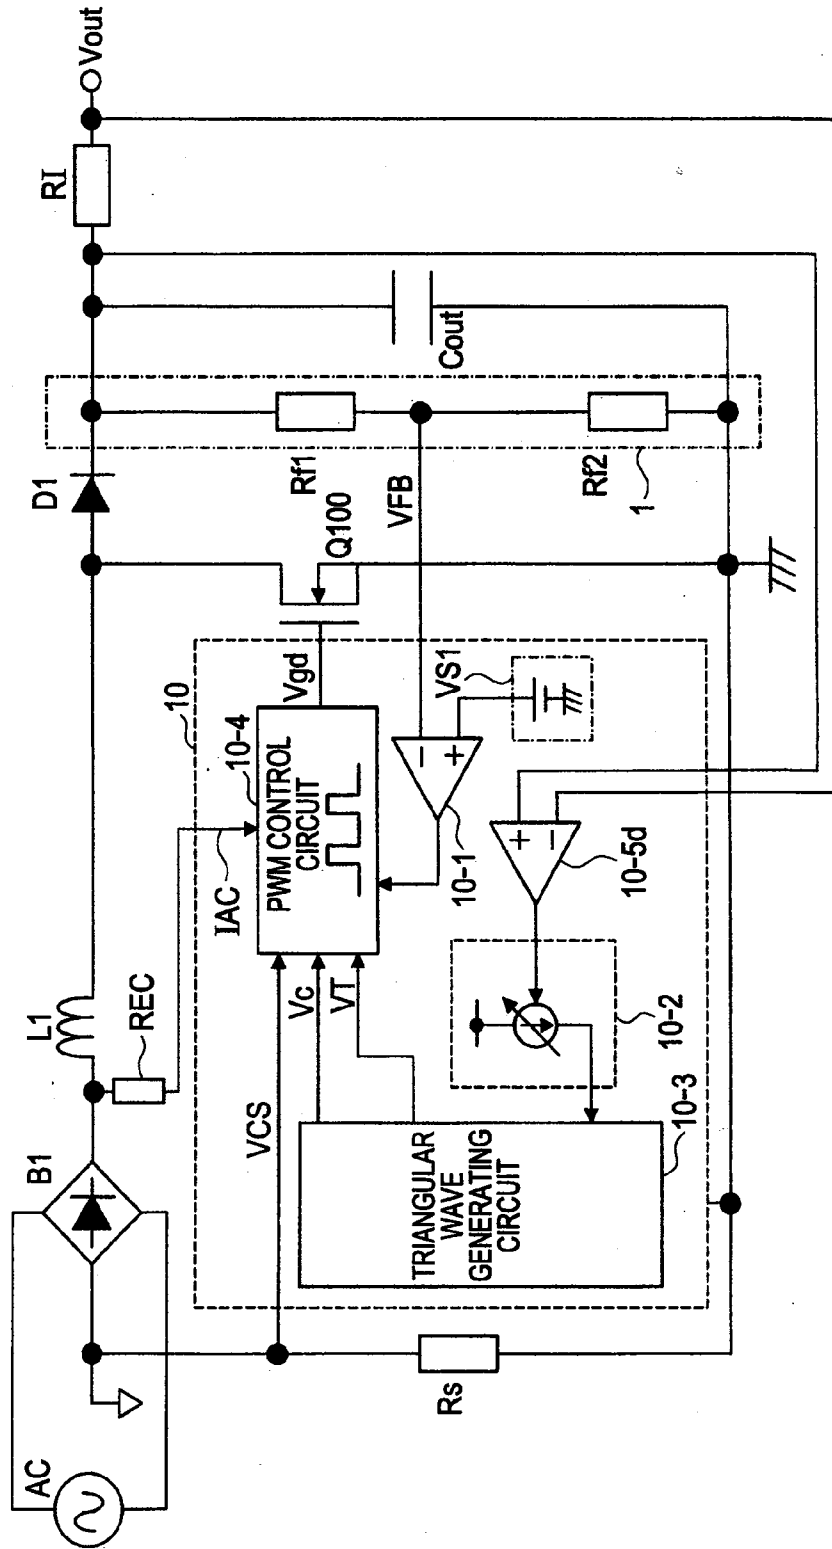 AC
B1
L1
REC
D1
RI
Vout
IAC
10
10-4
PWM CONTROL
CIRCUIT
Vgd
Q100
Rf1
Cout
VFB
Rf2
1
VCS
Vc
VT
10-1
VS1
TRIANGULAR
WAVE
GENERATING
CIRCUIT
10-2
10-5d
10-3
Rs